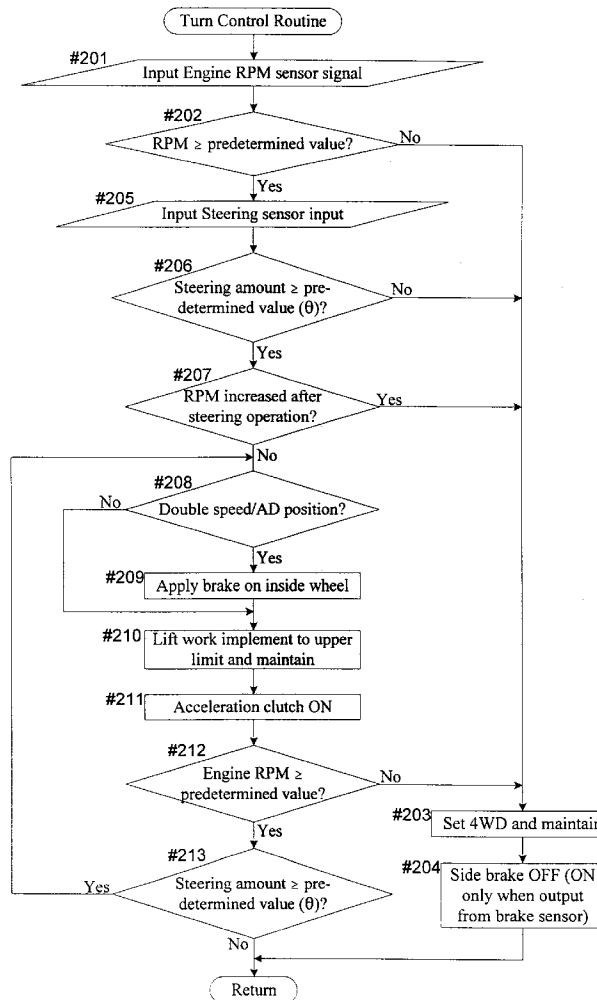 Turn Control Routine
#201
Input Engine RPM sensor signal
#202
RPM ≥ predetermined value?
No
Yes
#205
Input Steering sensor input
#206
Steering amount ≥ pre-
determined value (θ)?
No
Yes
#207
RPM increased after
steering operation?
Yes
No
#208
No
Double speed/AD position?
Yes
#209
Apply brake on inside wheel
#210
Lift work implement to upper
limit and maintain
#211
Acceleration clutch ON
#212
Engine RPM ≥
predetermined value?
No
Yes
#203
Set 4WD and maintain
#213
Steering amount ≥ pre-
determined value (θ)?
Yes
No
#204
Side brake OFF (ON
only when output
from brake sensor)
Return